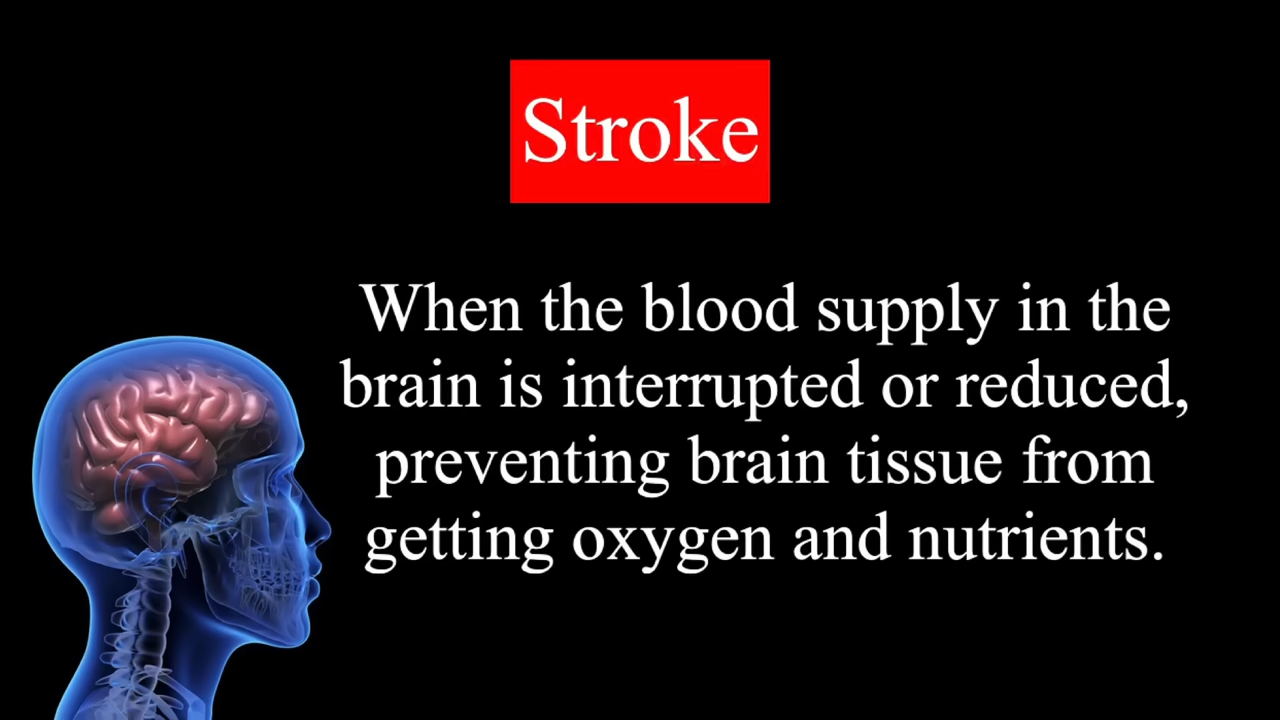 Stroke
When the blood supply in the
brain is interrupted or reduced,
preventing brain tissue from
getting oxygen and nutrients.